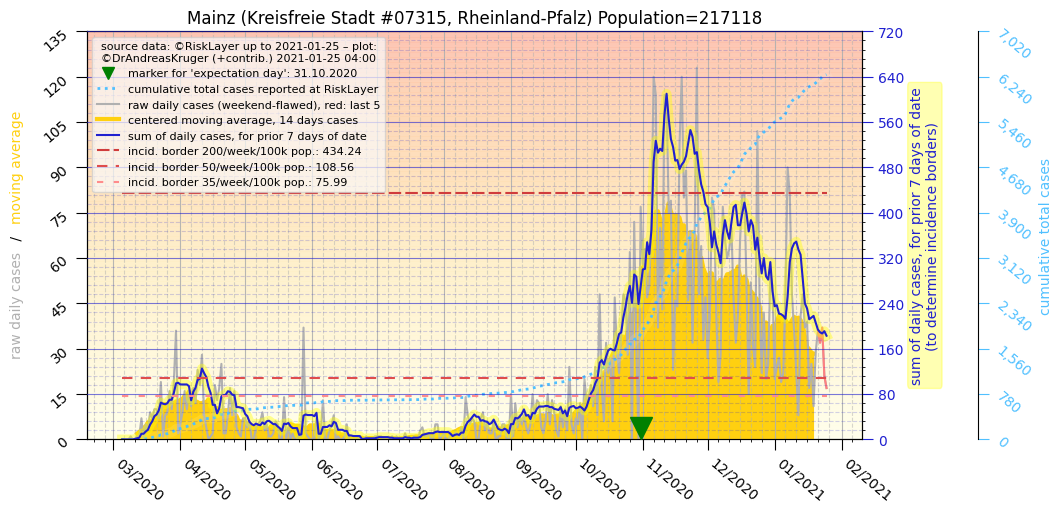 Mainz (Kreisfreie Stadt #07315, Rheinland-Pfalz) Population=217118
source data: ©RiskLayer up to 2021-01-25 – plot:
©DrAndreasKruger (+contrib.) 2021-01-25 04:00
marker for 'expectation day': 31.10.2020
cumulative total cases reported at RiskLayer
raw daily cases (weekend-flawed), red: last 5
centered moving average, 14 days cases
sum of daily cases, for prior 7 days of date
incid. border 200/week/100k pop.: 434.24
incid. border 50/week/100k pop.: 108.56
incid. border 35/week/100k pop.: 75.99
raw daily cases / moving average
135
120
105
90
75
60
45
30
15
0
03/2020
04/2020
05/2020
06/2020
07/2020
08/2020
09/2020
10/2020
11/2020
12/2020
01/2021
02/2021
720
640
560
480
400
320
240
160
80
0
sum of daily cases, for prior 7 days of date
(to determine incidence borders)
7,020
6,240
5,460
4,680
3,900
3,120
2,340
1,560
780
0
cumulative total cases